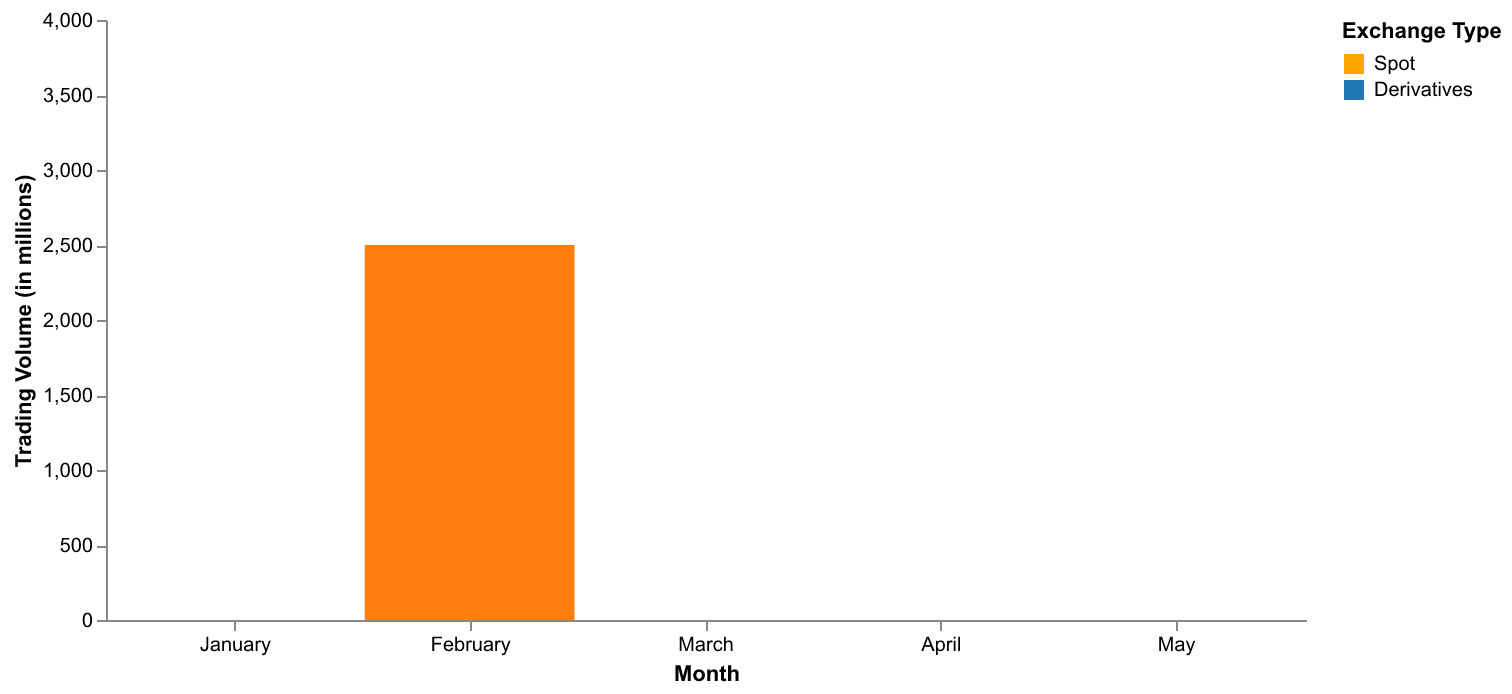 4,000
3,500
3,000
2,500
2,000
1,500
1,000
500
0
Trading Volume (in millions)
January
February
March
April
May
Month
Exchange Type
Spot
Derivatives